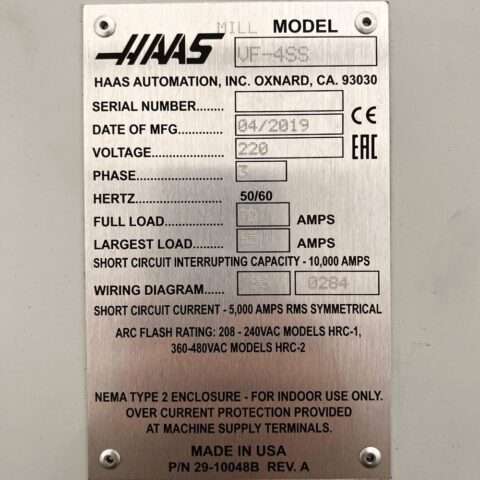 MILL MODEL
HAAS VF-4SS
HAAS AUTOMATION, INC. OXNARD, CA. 93030
SERIAL NUMBER........
DATE OF MFG............ 04/2019 CE
VOLTAGE.................. 220 EAC
PHASE...................... 3
HERTZ....................... 50/60
FULL LOAD............... AMPS
LARGEST LOAD........ AMPS
SHORT CIRCUIT INTERRUPTING CAPACITY - 10,000 AMPS
WIRING DIAGRAM......... 0284
SHORT CIRCUIT CURRENT - 5,000 AMPS RMS SYMMETRICAL
ARC FLASH RATING: 208 - 240VAC MODELS HRC-1,
360-480VAC MODELS HRC-2
NEMA TYPE 2 ENCLOSURE - FOR INDOOR USE ONLY.
OVER CURRENT PROTECTION PROVIDED
AT MACHINE SUPPLY TERMINALS.
MADE IN USA
P/N 29-10048B REV. A